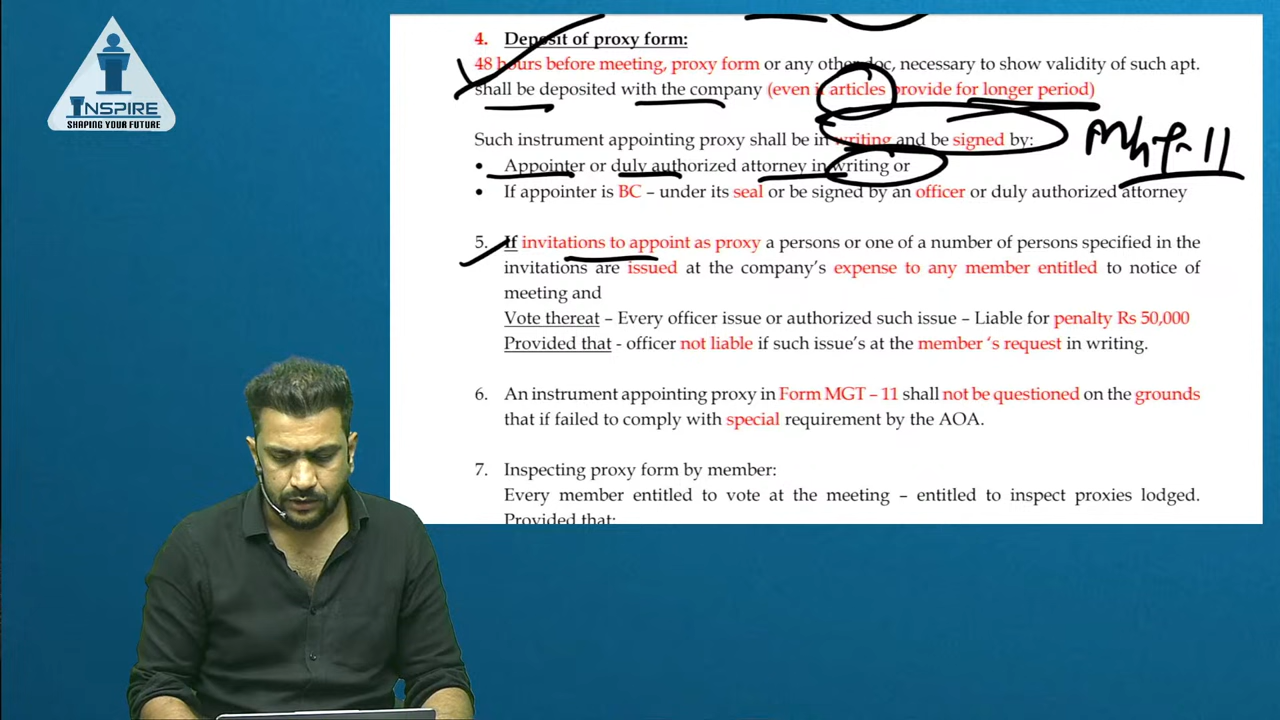 INSPIRE
SHAPING YOUR FUTURE
4. Deposit of proxy form:
48 hours before meeting, proxy form or any other doc, necessary to show validity of such apt.
shall be deposited with the company (even if articles provide for longer period)
Such instrument appointing proxy shall be in writing and be signed by:
• Appointer or duly authorized attorney in writing or
• If appointer is BC – under its seal or be signed by an officer or duly authorized attorney
Mgt-11
5. If invitations to appoint as proxy a persons or one of a number of persons specified in the
invitations are issued at the company's expense to any member entitled to notice of
meeting and
Vote thereat – Every officer issue or authorized such issue – Liable for penalty Rs 50,000
Provided that - officer not liable if such issue's at the member 's request in writing.
6. An instrument appointing proxy in Form MGT – 11 shall not be questioned on the grounds
that if failed to comply with special requirement by the AOA.
7. Inspecting proxy form by member:
Every member entitled to vote at the meeting – entitled to inspect proxies lodged.
Provided that: